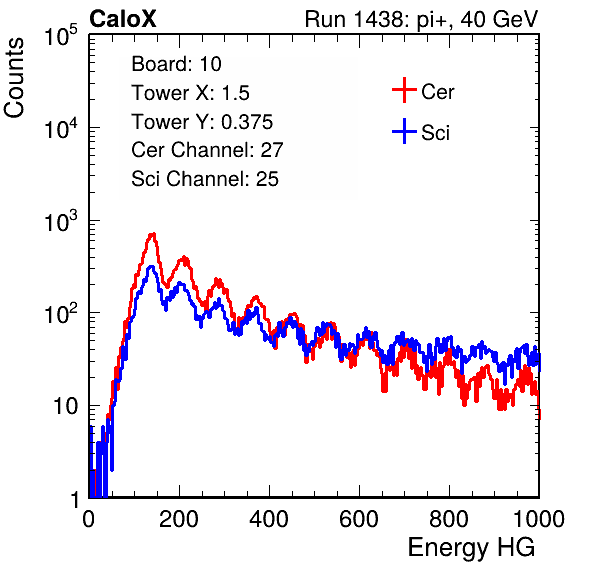 CaloX Run 1438: pi+, 40 GeV
Counts
10^5
10^4
10^3
10^2
10
1
Board: 10
Tower X: 1.5
Tower Y: 0.375
Cer Channel: 27
Sci Channel: 25
Cer
Sci
0 200 400 600 800 1000
Energy HG